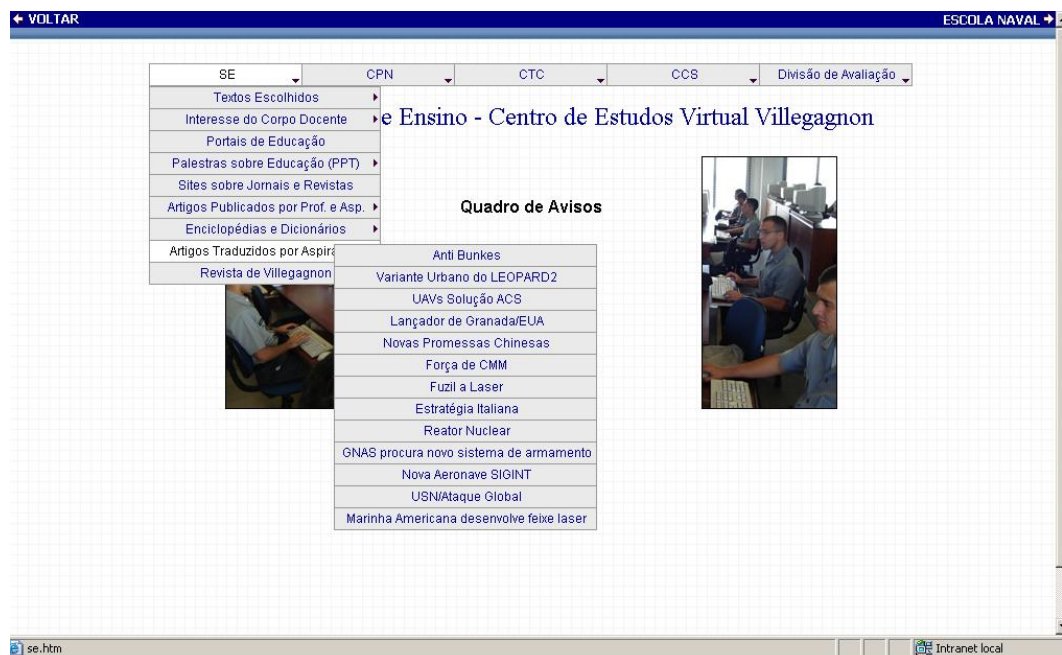 VOLTAR
ESCOLA NAVAL
SE
CPN
CTC
CCS
Divisão de Avaliação
e Ensino - Centro de Estudos Virtual Villegagnon
Textos Escolhidos
Interesse do Corpo Docente
Portais de Educação
Palestras sobre Educação (PPT)
Sites sobre Jornais e Revistas
Artigos Publicados por Prof. e Asp.
Enciclopédias e Dicionários
Artigos Traduzidos por Aspira
Revista de Villegagnon
Quadro de Avisos
Anti Bunkes
Variante Urbano do LEOPARD2
UAVs Solução ACS
Lançador de Granada/EUA
Novas Promessas Chinesas
Força de CMM
Fuzil a Laser
Estratégia Italiana
Reator Nuclear
GNAS procura novo sistema de armamento
Nova Aeronave SIGINT
USN/Ataque Global
Marinha Americana desenvolve feixe laser
se.htm
Intranet local